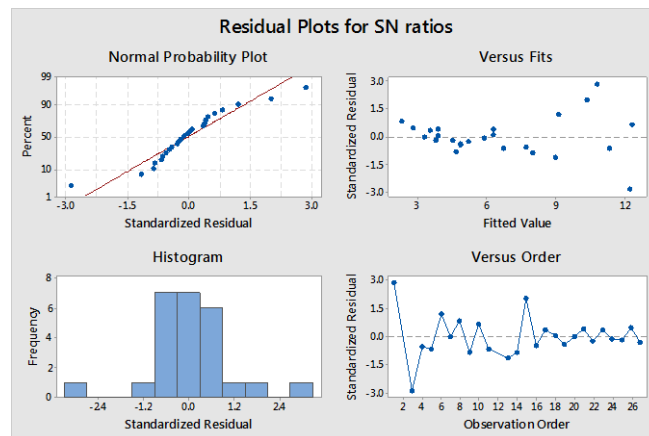 Residual Plots for SN ratios
Normal Probability Plot
Versus Fits
99
90
50
10
1
Percent
-3.0 -1.5 0.0 1.5 3.0
Standardized Residual
3.0
1.5
0.0
-1.5
-3.0
Standardized Residual
3 6 9 12
Fitted Value
Histogram
Versus Order
8
6
4
2
0
Frequency
-2.4 -1.2 0.0 1.2 2.4
Standardized Residual
3.0
1.5
0.0
-1.5
-3.0
Standardized Residual
2 4 6 8 10 12 14 16 18 20 22 24 26
Observation Order